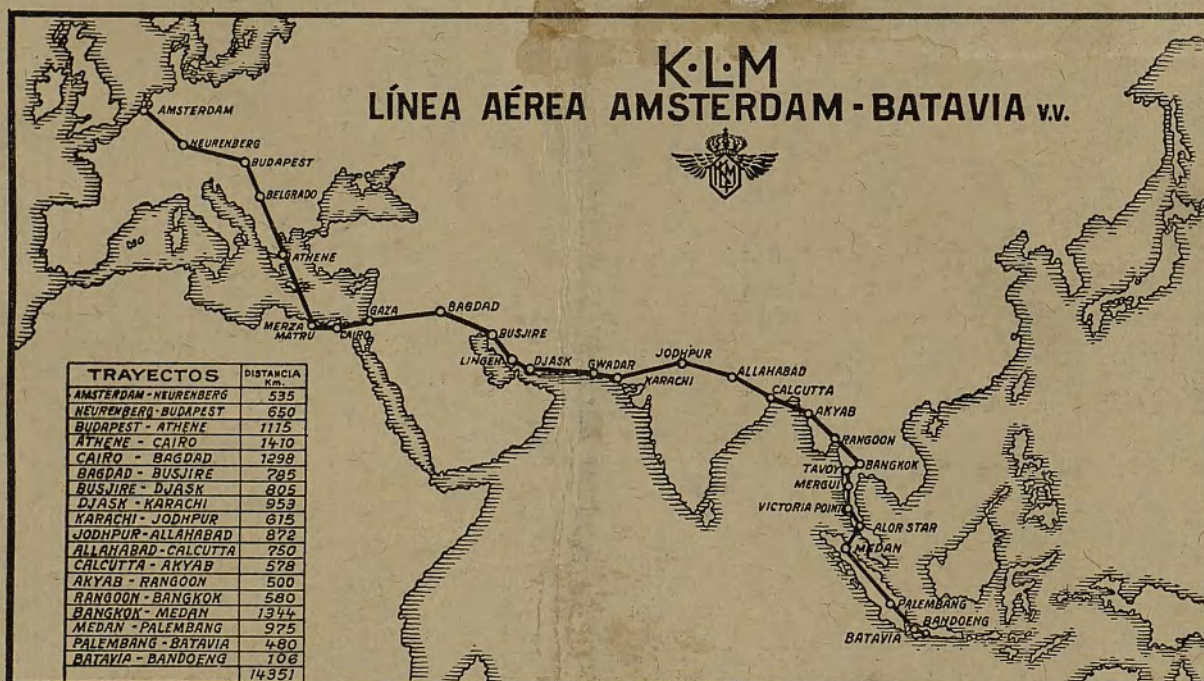 K·L·M
LÍNEA AÉREA AMSTERDAM - BATAVIA v.v.
KLM
AMSTERDAM
NEURENBERG
BUDAPEST
BELGRADO
ATHENE
MERZA
MATRU
CAIRO
GAZA
BAGDAD
BUSJIRE
LINGEH
DJASK
GWADAR
KARACHI
JODHPUR
ALLAHABAD
CALCUTTA
AKYAB
RANGOON
BANGKOK
TAVOY
MERGUI
VICTORIA POINT
ALOR STAR
MEDAN
PALEMBANG
BANDOENG
BATAVIA
TRAYECTOS DISTANCIA Km.
AMSTERDAM - NEURENBERG 535
NEURENBERG - BUDAPEST 650
BUDAPEST - ATHENE 1115
ATHENE - CAIRO 1410
CAIRO - BAGDAD 1298
BAGDAD - BUSJIRE 785
BUSJIRE - DJASK 805
DJASK - KARACHI 953
KARACHI - JODHPUR 615
JODHPUR - ALLAHABAD 872
ALLAHABAD - CALCUTTA 750
CALCUTTA - AKYAB 578
AKYAB - RANGOON 500
RANGOON - BANGKOK 580
BANGKOK - MEDAN 1344
MEDAN - PALEMBANG 975
PALEMBANG - BATAVIA 480
BATAVIA - BANDOENG 106
14351